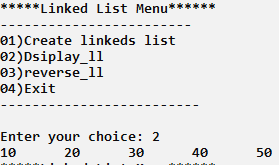 *****Linked List Menu******
------------------------
01)Create linkeds list
02)Dsiplay_ll
03)reverse_ll
04)Exit
-------------------------
Enter your choice: 2
10 20 30 40 50